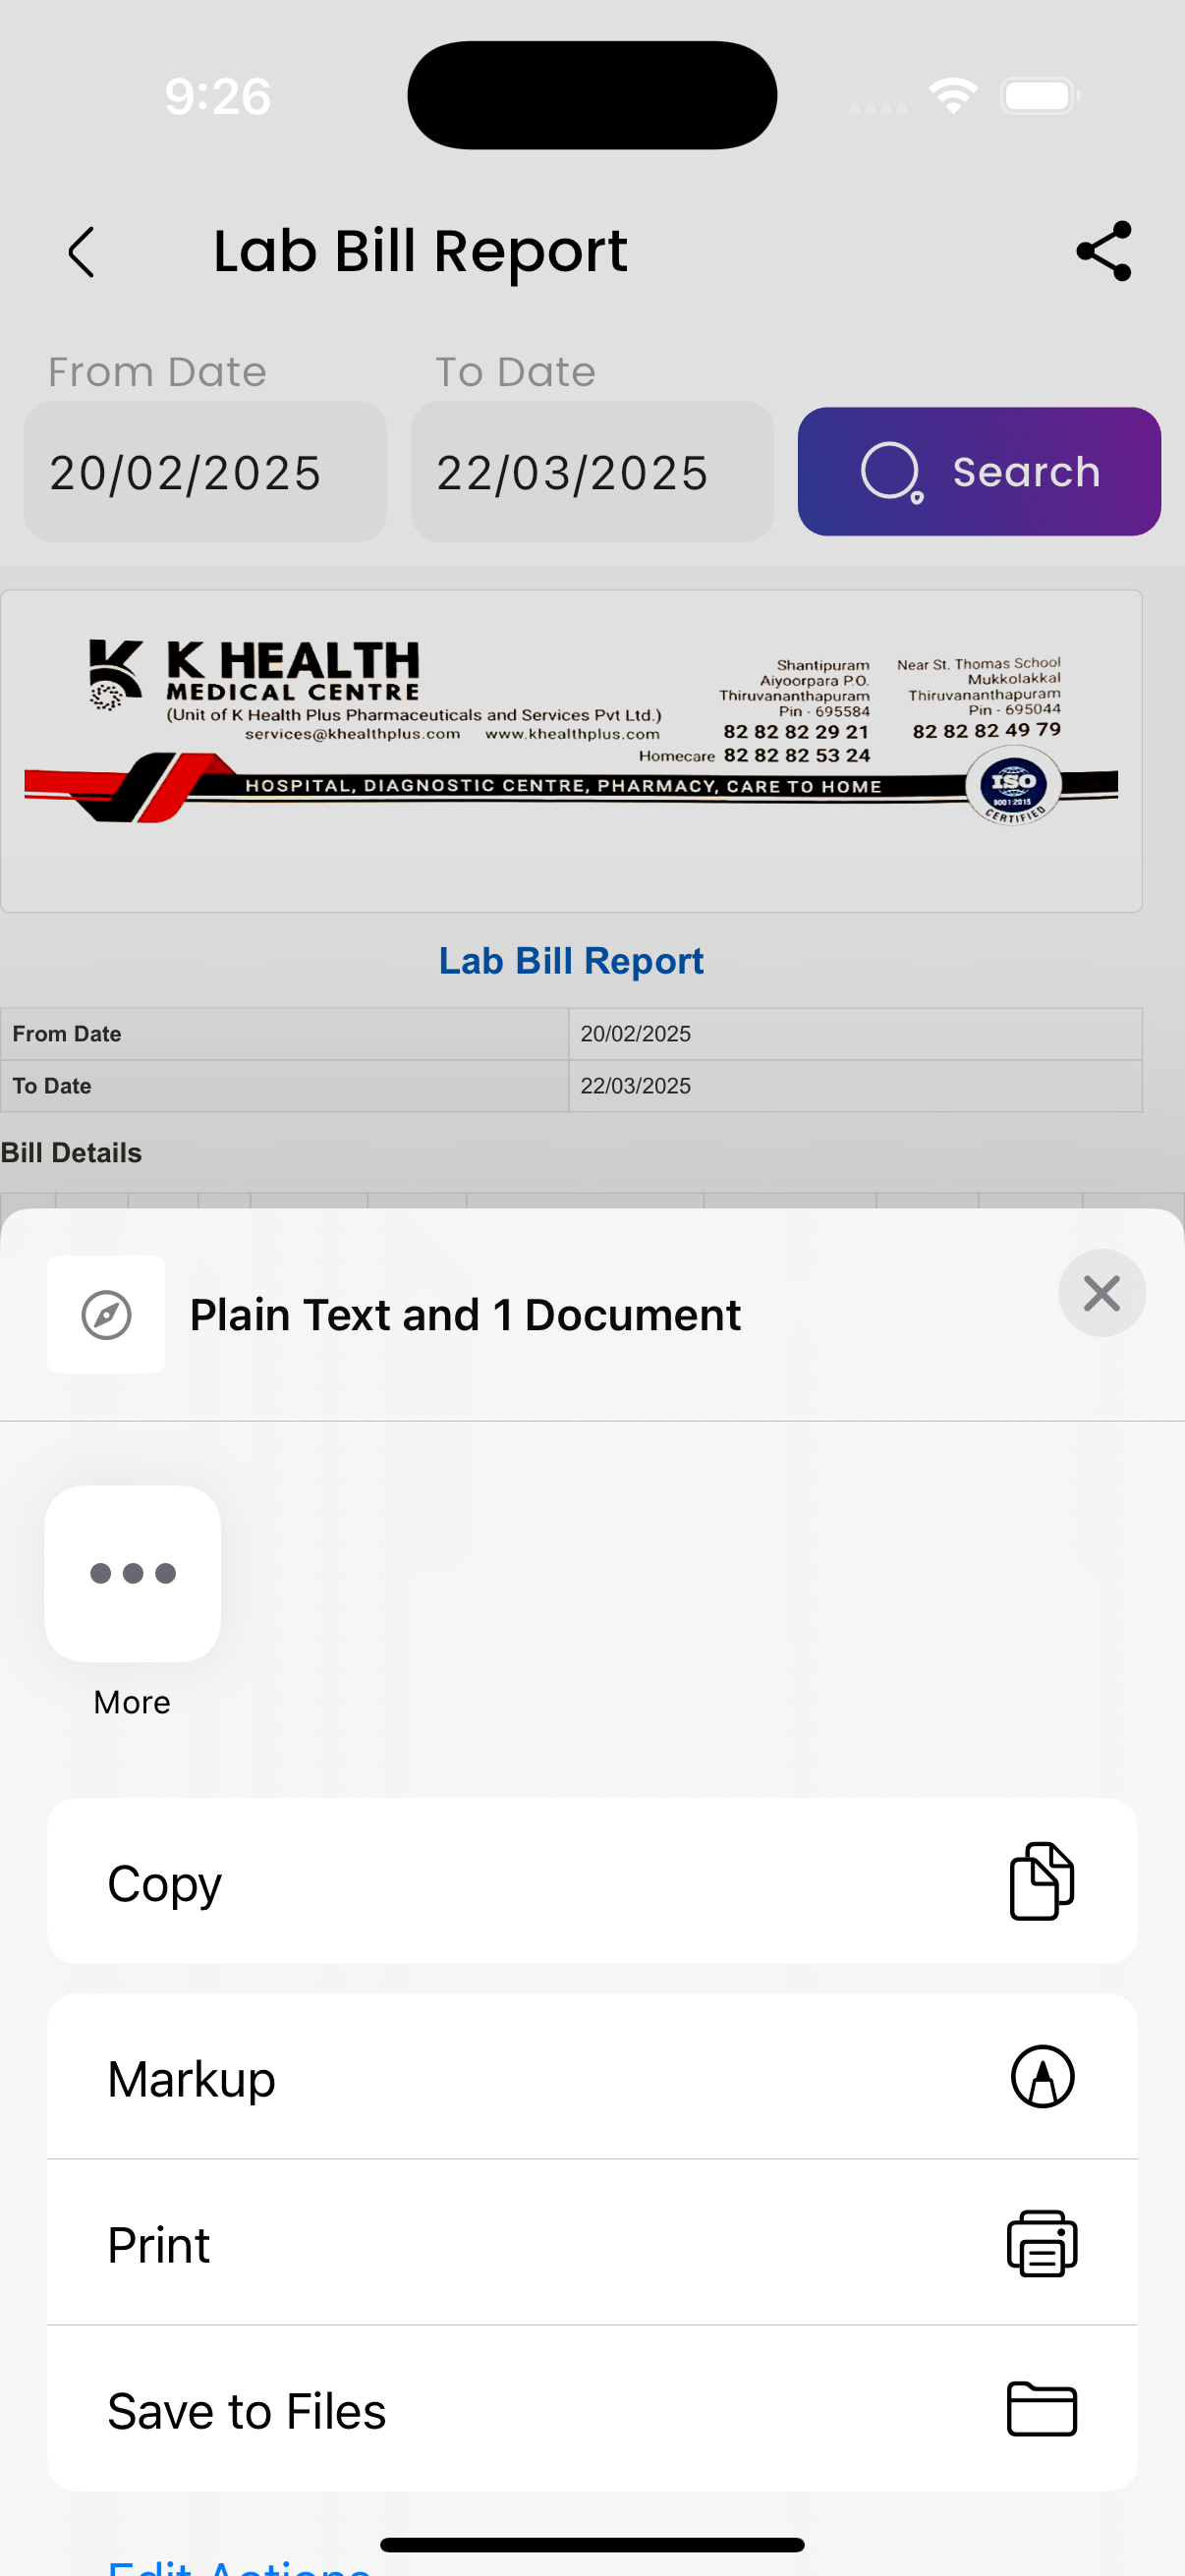 9:26
Lab Bill Report
From Date
To Date
20/02/2025
22/03/2025
Search
K HEALTH
MEDICAL CENTRE
(Unit of K Health Plus Pharmaceuticals and Services Pvt Ltd.)
services@khealthplus.com www.khealthplus.com
Shantipuram
Aiyoorpara P.O.
Thiruvananthapuram
Pin - 695584
82 82 82 29 21
Homecare 82 82 82 53 24
Near St. Thomas School
Mukkolakkal
Thiruvananthapuram
Pin - 695044
82 82 82 49 79
HOSPITAL, DIAGNOSTIC CENTRE, PHARMACY, CARE TO HOME
ISO
9001:2015
CERTIFIED
Lab Bill Report
From Date 20/02/2025
To Date 22/03/2025
Bill Details
Plain Text and 1 Document
More
Copy
Markup
Print
Save to Files
Edit Actions